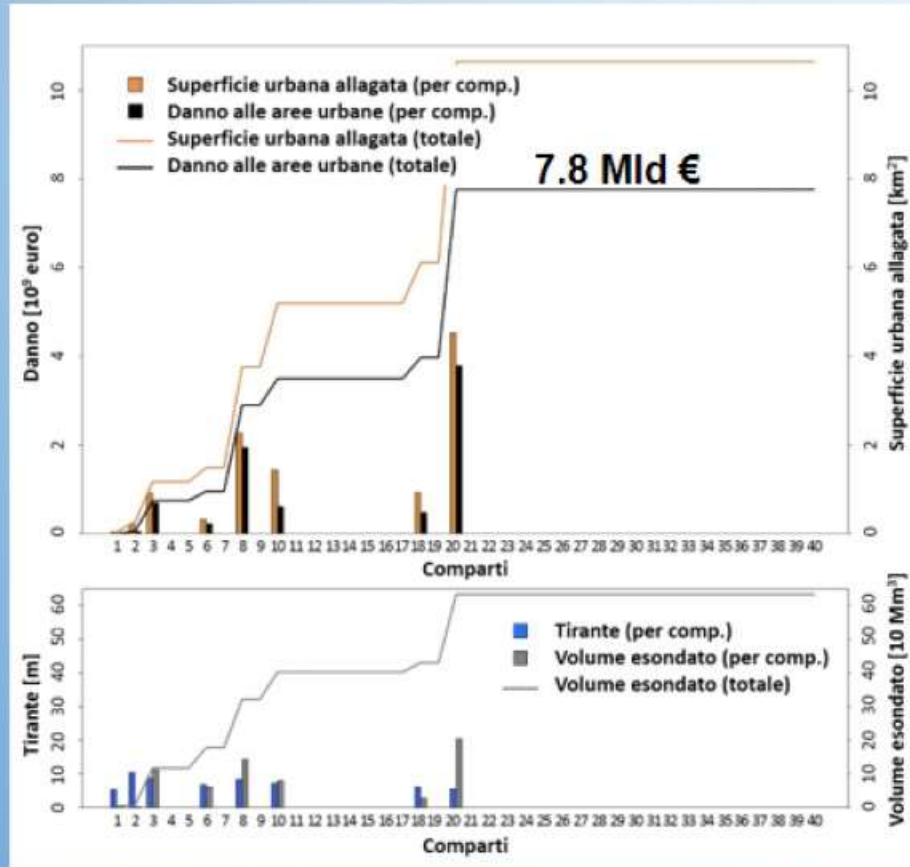 Superficie urbana allagata (per comp.)
Danno alle aree urbane (per comp.)
Superficie urbana allagata (totale)
Danno alle aree urbane (totale)
7.8 Mld €
Danno [10⁹ euro]
10
8
6
4
2
0
Superficie urbana allagata [km²]
10
8
6
4
2
0
1 2 3 4 5 6 7 8 9 10 11 12 13 14 15 16 17 18 19 20 21 22 23 24 25 26 27 28 29 30 31 32 33 34 35 36 37 38 39 40
Comparti
Tirante (per comp.)
Volume esondato (per comp.)
Volume esondato (totale)
Tirante [m]
60
50
40
30
20
10
0
Volume esondato [10 Mm³]
60
50
40
30
20
10
0
1 2 3 4 5 6 7 8 9 10 11 12 13 14 15 16 17 18 19 20 21 22 23 24 25 26 27 28 29 30 31 32 33 34 35 36 37 38 39 40
Comparti